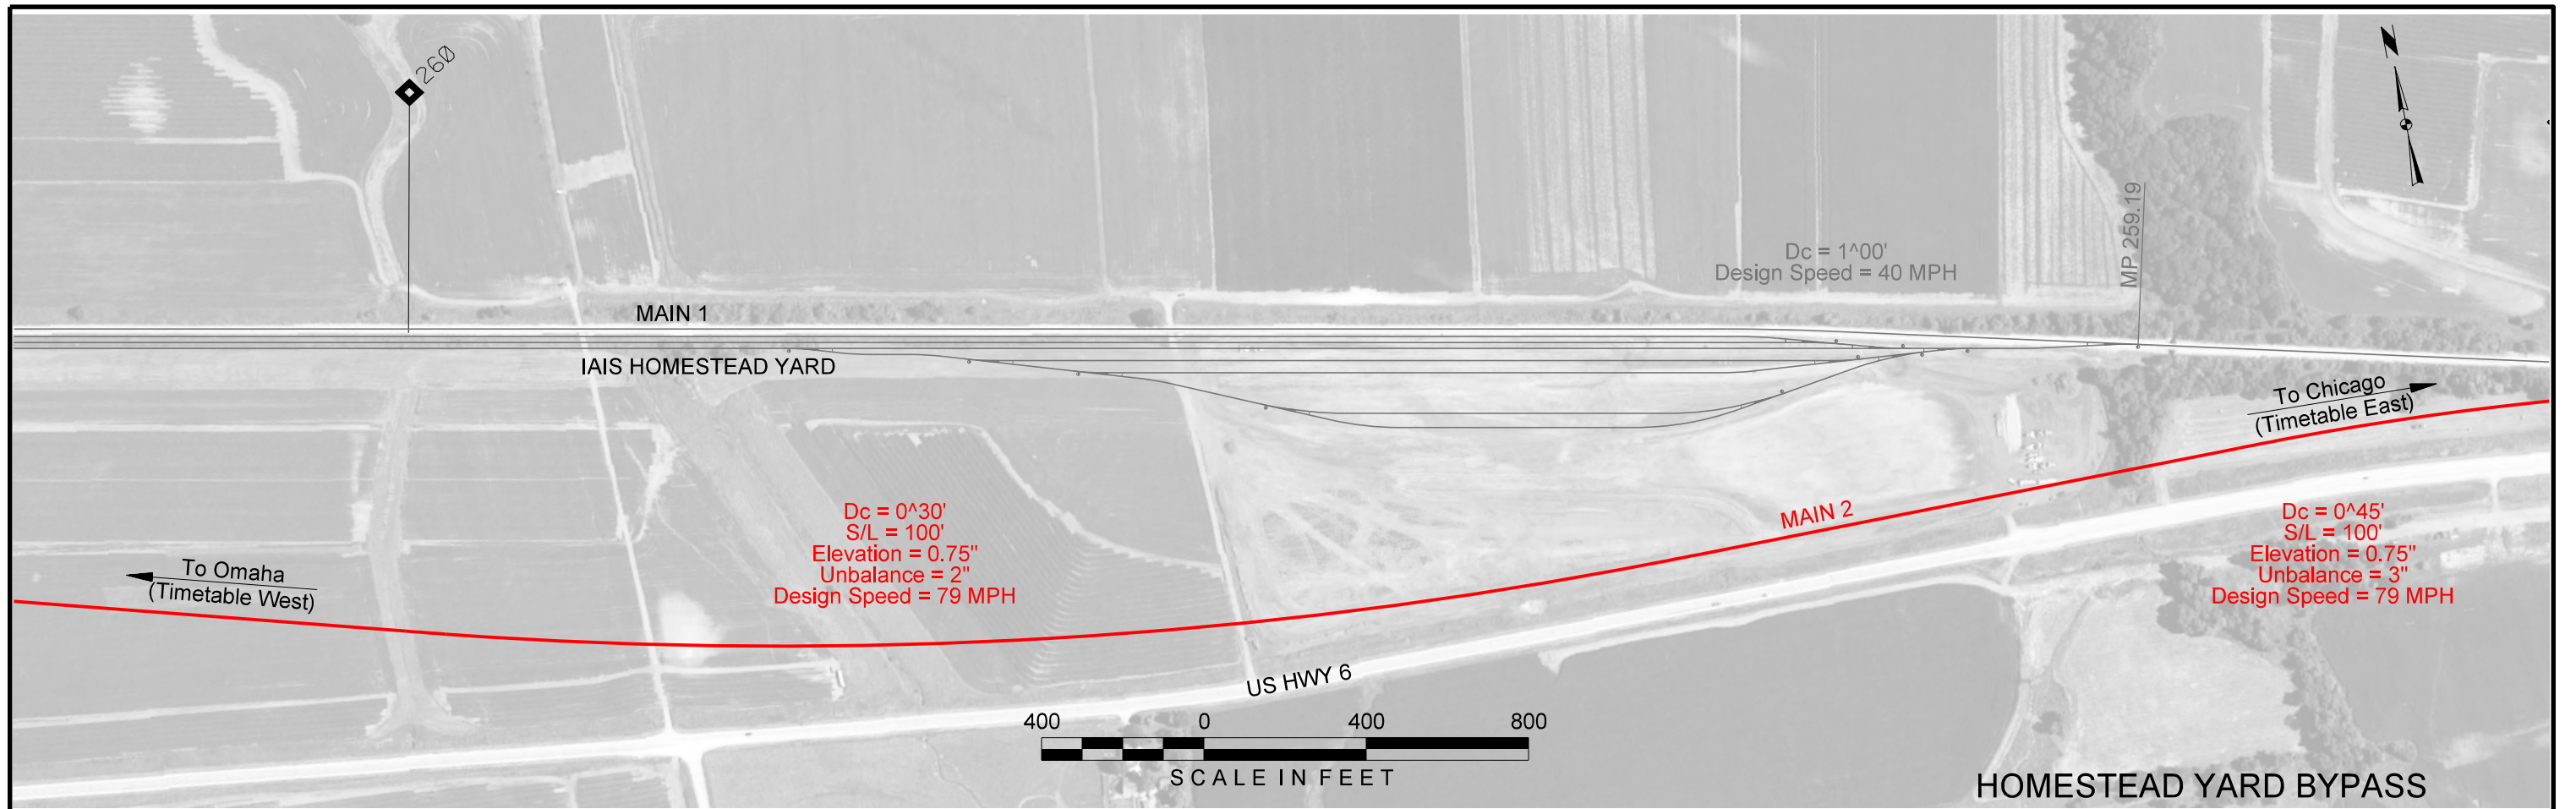 260
MP 259.19
Dc = 1^00'
Design Speed = 40 MPH
MAIN 1
IAIS HOMESTEAD YARD
To Chicago
(Timetable East)
Dc = 0^30'
S/L = 100'
Elevation = 0.75"
Unbalance = 2"
Design Speed = 79 MPH
MAIN 2
Dc = 0^45'
S/L = 100'
Elevation = 0.75"
Unbalance = 3"
Design Speed = 79 MPH
To Omaha
(Timetable West)
US HWY 6
400 0 400 800
SCALE IN FEET
HOMESTEAD YARD BYPASS